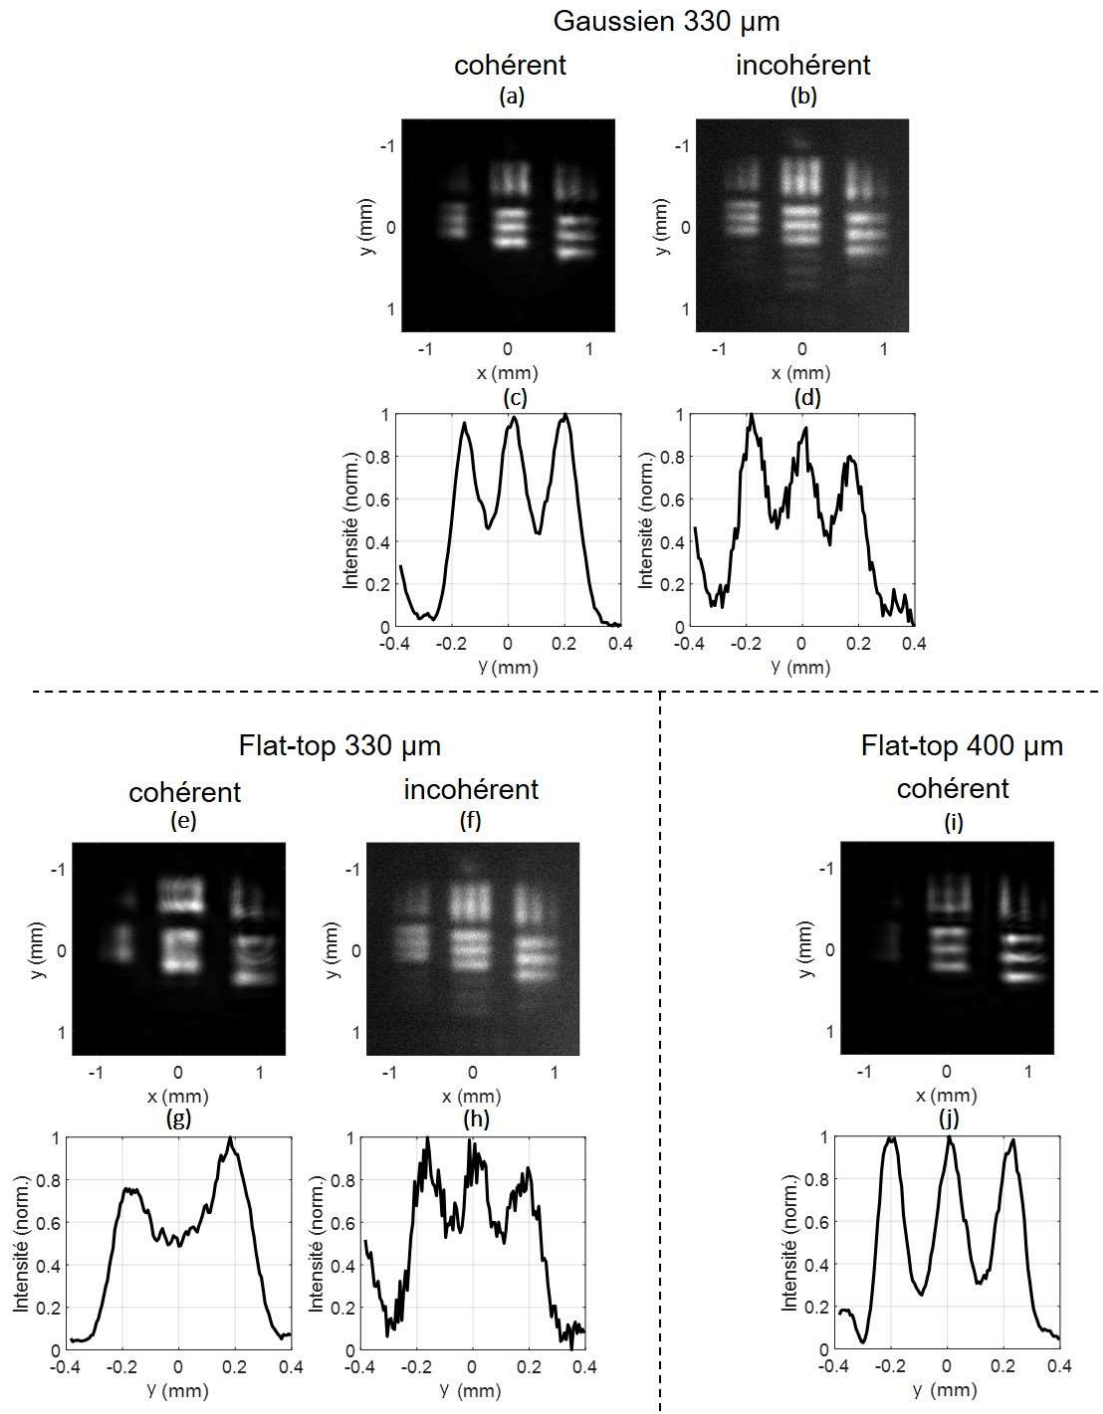 Gaussien 330 µm
cohérent incohérent
(a) (b)
-1 -1
0 0
1 1
y (mm) y (mm)
-1 0 1 -1 0 1
x (mm) x (mm)
(c) (d)
1 1
0.8 0.8
0.6 0.6
0.4 0.4
0.2 0.2
0 0
Intensité (norm.) Intensité (norm.)
-0.4 -0.2 0 0.2 0.4 -0.4 -0.2 0 0.2 0.4
y (mm) y (mm)
Flat-top 330 µm
cohérent incohérent
(e) (f)
-1 -1
0 0
1 1
y (mm) y (mm)
-1 0 1 -1 0 1
x (mm) x (mm)
(g) (h)
1 1
0.8 0.8
0.6 0.6
0.4 0.4
0.2 0.2
0 0
Intensité (norm.) Intensité (norm.)
-0.4 -0.2 0 0.2 0.4 -0.4 -0.2 0 0.2 0.4
y (mm) y (mm)
Flat-top 400 µm
cohérent
(i)
-1
0
1
y (mm)
-1 0 1
x (mm)
(j)
1
0.8
0.6
0.4
0.2
0
Intensité (norm.)
-0.4 -0.2 0 0.2 0.4
y (mm)